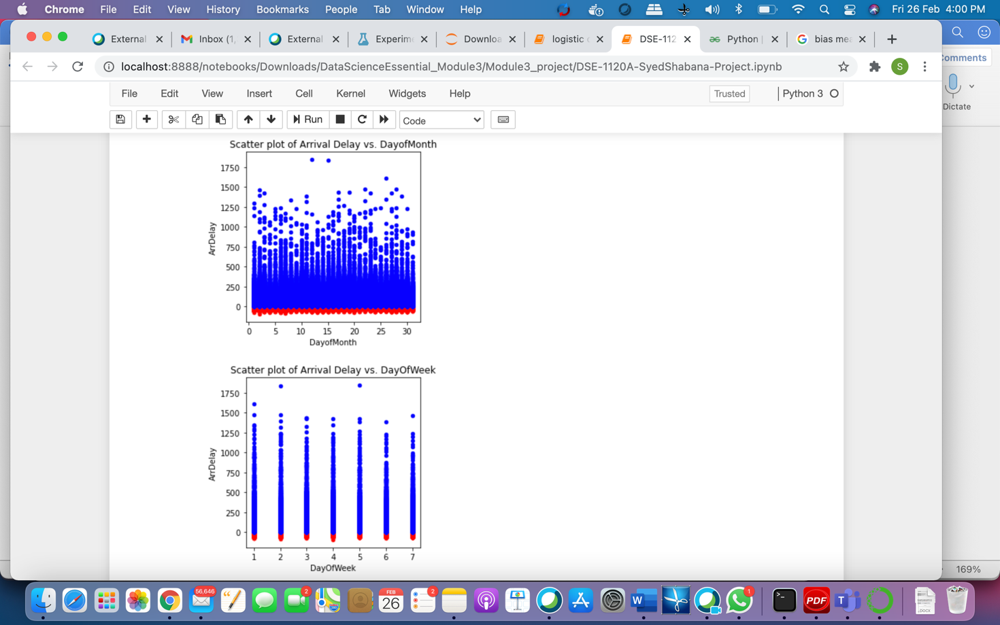 Chrome File Edit View History Bookmarks People Tab Window Help Fri 26 Feb 4:00 PM
External Inbox (1, External Experime Downloa logistic DSE-112 Python bias mea
localhost:8888/notebooks/Downloads/DataScienceEssential_Module3/Module3_project/DSE-1120A-SyedShabana-Project.ipynb S
omments
File Edit View Insert Cell Kernel Widgets Help Trusted Python 3
Dictate
Run Code
Scatter plot of Arrival Delay vs. DayofMonth
1750
1500
1250
1000
750
500
250
0
ArrDelay
0 5 10 15 20 25 30
DayofMonth
Scatter plot of Arrival Delay vs. DayOfWeek
1750
1500
1250
1000
750
500
250
0
ArrDelay
1 2 3 4 5 6 7
DayOfWeek
169%
56,646 2 FEB 26 2 W 1 >_ PDF T .DOCX